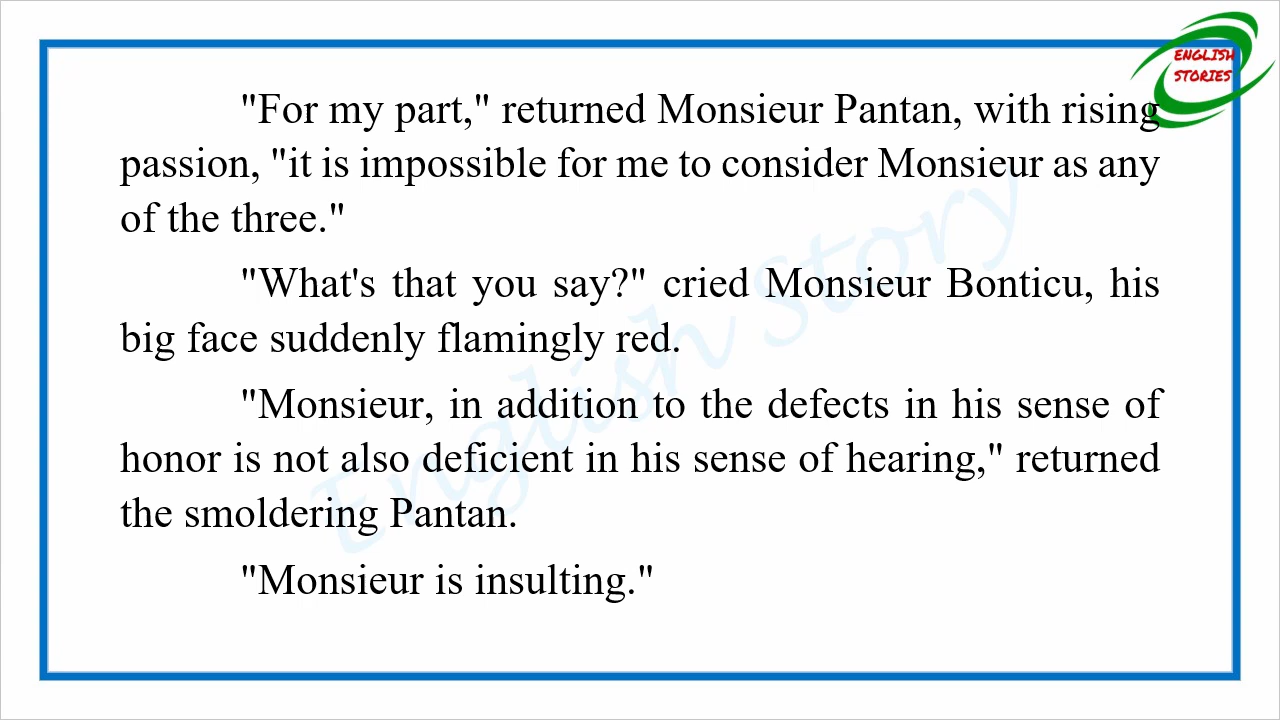 ENGLISH
STORIES
"For my part," returned Monsieur Pantan, with rising
passion, "it is impossible for me to consider Monsieur as any
of the three."
"What's that you say?" cried Monsieur Bonticu, his
big face suddenly flamingly red.
"Monsieur, in addition to the defects in his sense of
honor is not also deficient in his sense of hearing," returned
the smoldering Pantan.
"Monsieur is insulting."
English Story